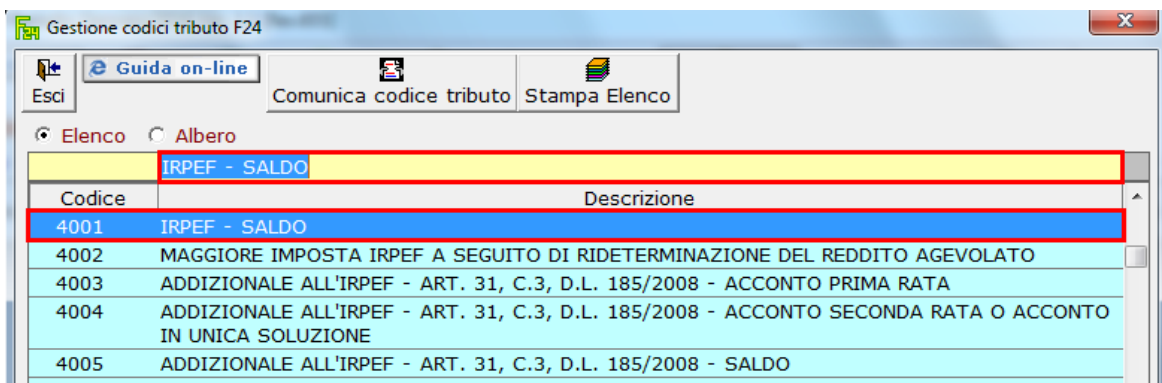 F24 Gestione codici tributo F24
Esci
Guida on-line
Comunica codice tributo
Stampa Elenco
Elenco
Albero
IRPEF - SALDO
Codice Descrizione
4001 IRPEF - SALDO
4002 MAGGIORE IMPOSTA IRPEF A SEGUITO DI RIDETERMINAZIONE DEL REDDITO AGEVOLATO
4003 ADDIZIONALE ALL'IRPEF - ART. 31, C.3, D.L. 185/2008 - ACCONTO PRIMA RATA
4004 ADDIZIONALE ALL'IRPEF - ART. 31, C.3, D.L. 185/2008 - ACCONTO SECONDA RATA O ACCONTO
IN UNICA SOLUZIONE
4005 ADDIZIONALE ALL'IRPEF - ART. 31, C.3, D.L. 185/2008 - SALDO